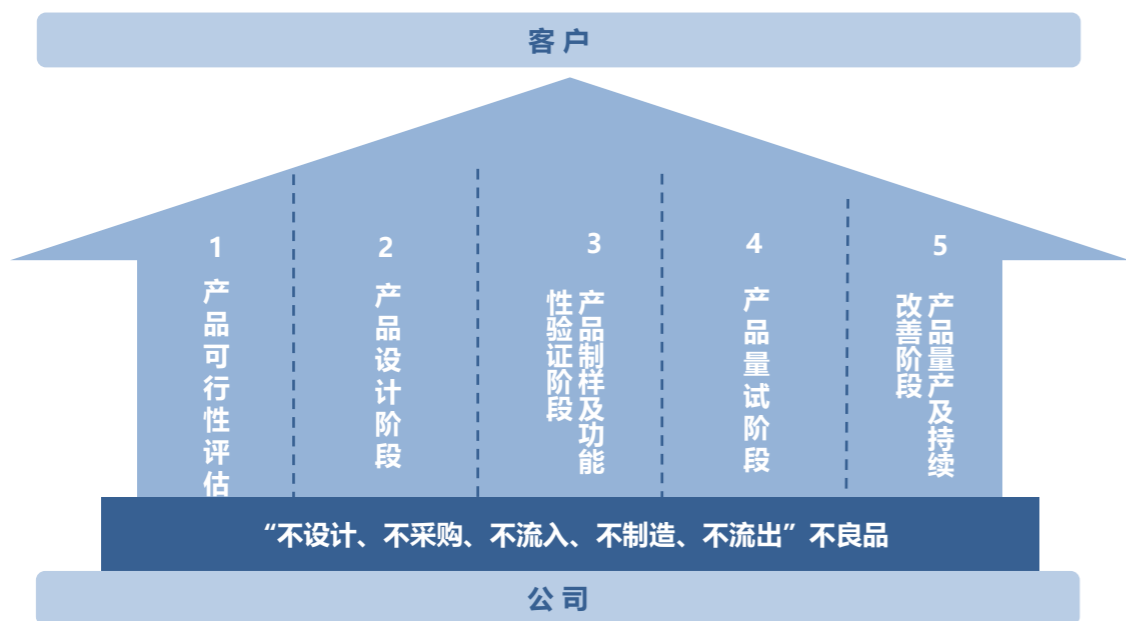 客户
1
产品可行性评估
2
产品设计阶段
3
产品制样及功能
性验证阶段
4
产品量试阶段
5
产品量产及持续
改善阶段
“不设计、不采购、不流入、不制造、不流出”不良品
公司